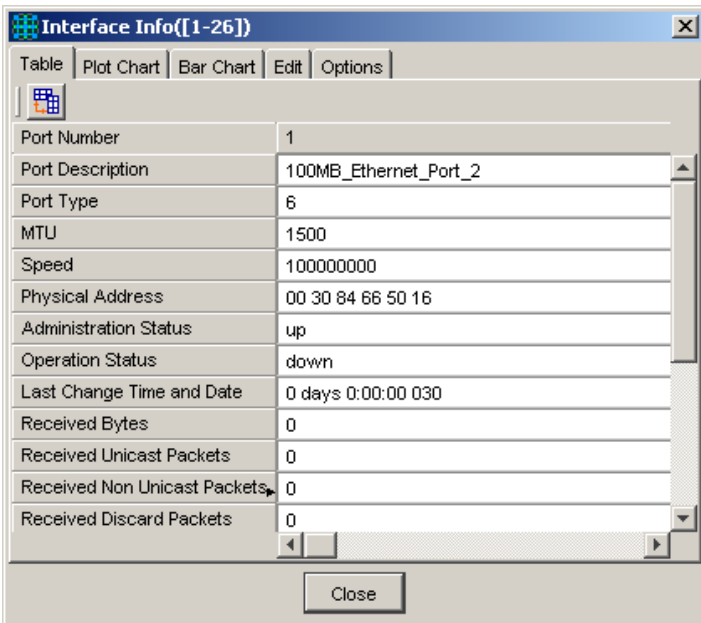 Interface Info([1-26])
Table Plot Chart Bar Chart Edit Options
Port Number 1
Port Description 100MB_Ethernet_Port_2
Port Type 6
MTU 1500
Speed 100000000
Physical Address 00 30 84 66 50 16
Administration Status up
Operation Status down
Last Change Time and Date 0 days 0:00:00 030
Received Bytes 0
Received Unicast Packets 0
Received Non Unicast Packets 0
Received Discard Packets 0
Close